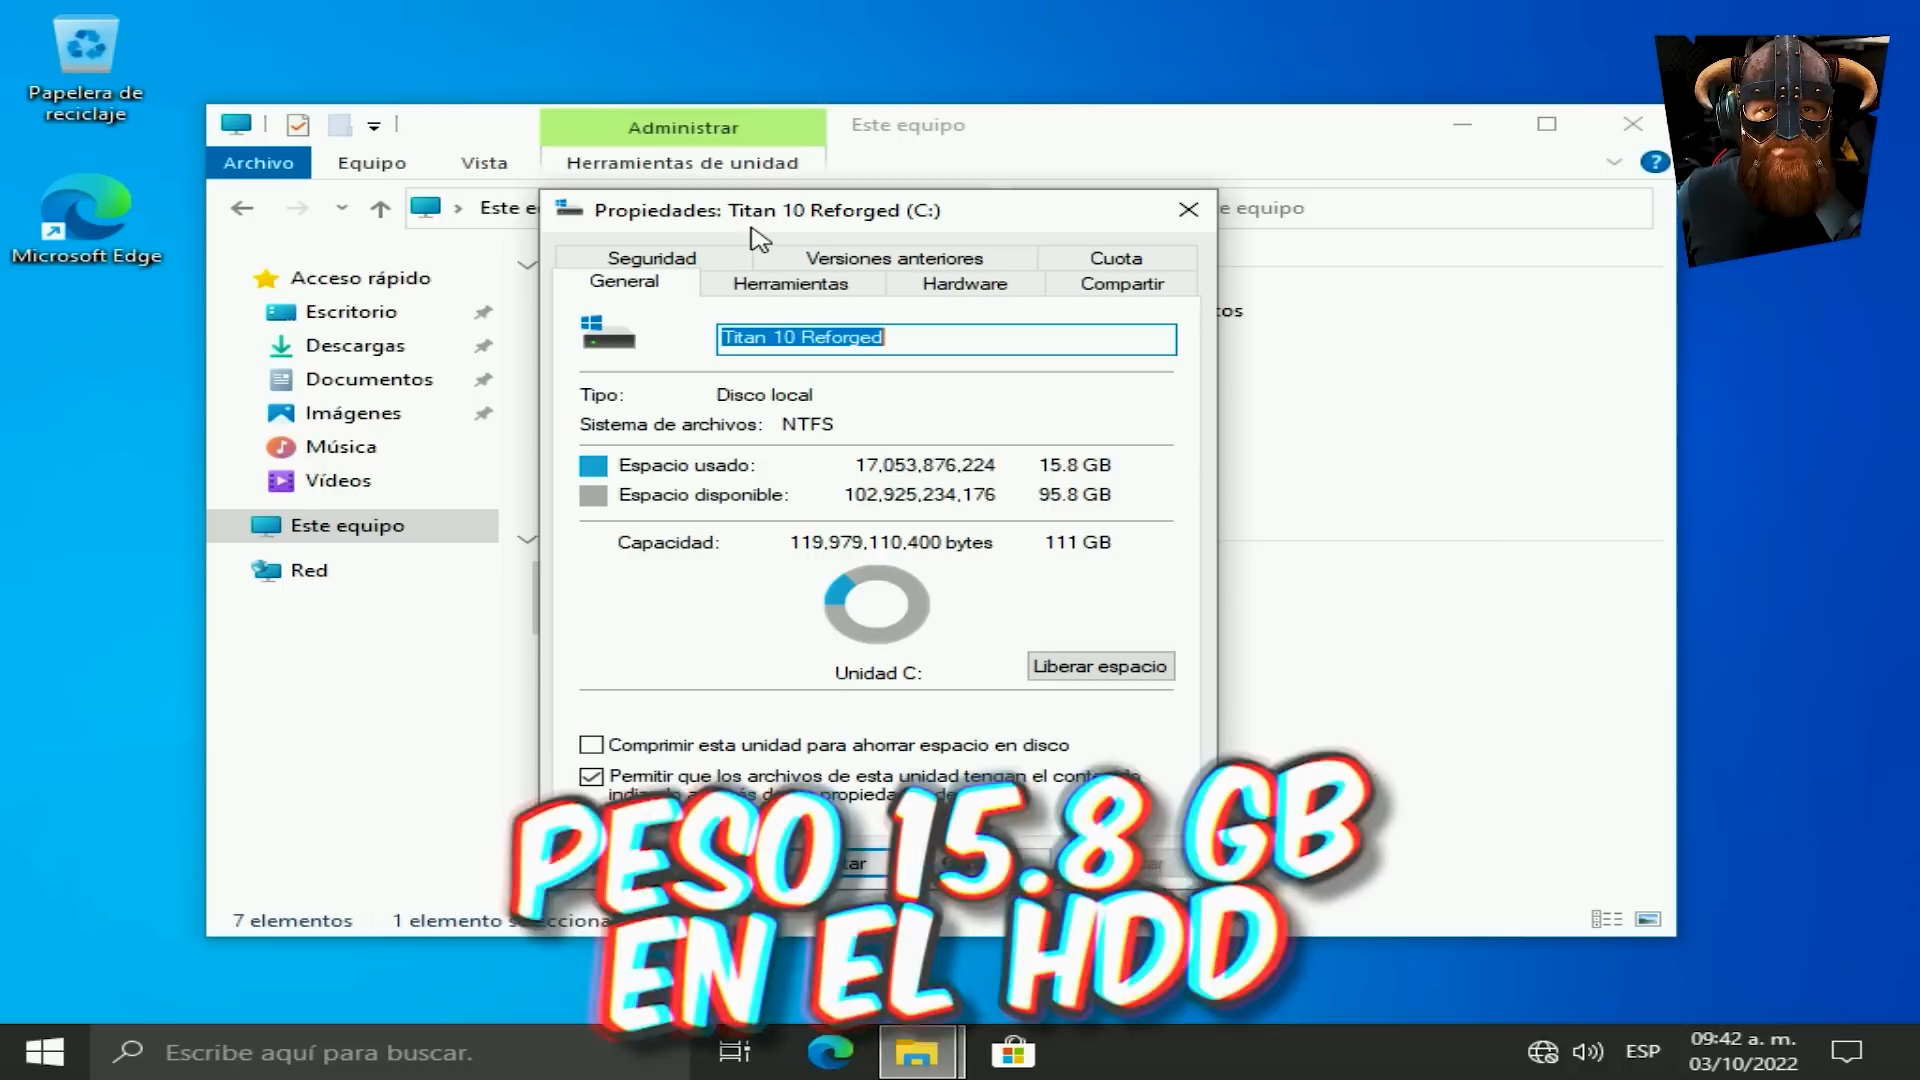 Papelera de
reciclaje
Microsoft Edge
Administrar
Este equipo
Archivo
Equipo
Vista
Herramientas de unidad
?
Este e
e equipo
Propiedades: Titan 10 Reforged (C:)
Seguridad
Versiones anteriores
Cuota
General
Herramientas
Hardware
Compartir
Acceso rápido
Escritorio
Descargas
Documentos
Imágenes
Música
Vídeos
Este equipo
Red
tos
Titan 10 Reforged
Tipo: Disco local
Sistema de archivos: NTFS
Espacio usado: 17,053,876,224 15.8 GB
Espacio disponible: 102,925,234,176 95.8 GB
Capacidad: 119,979,110,400 bytes 111 GB
Unidad C:
Liberar espacio
Comprimir esta unidad para ahorrar espacio en disco
Permitir que los archivos de esta unidad tengan el
tar
PESO 15.8 GB
EN EL HDD
7 elementos
1 elemento
Escribe aquí para buscar.
ESP
09:42 a. m.
03/10/2022